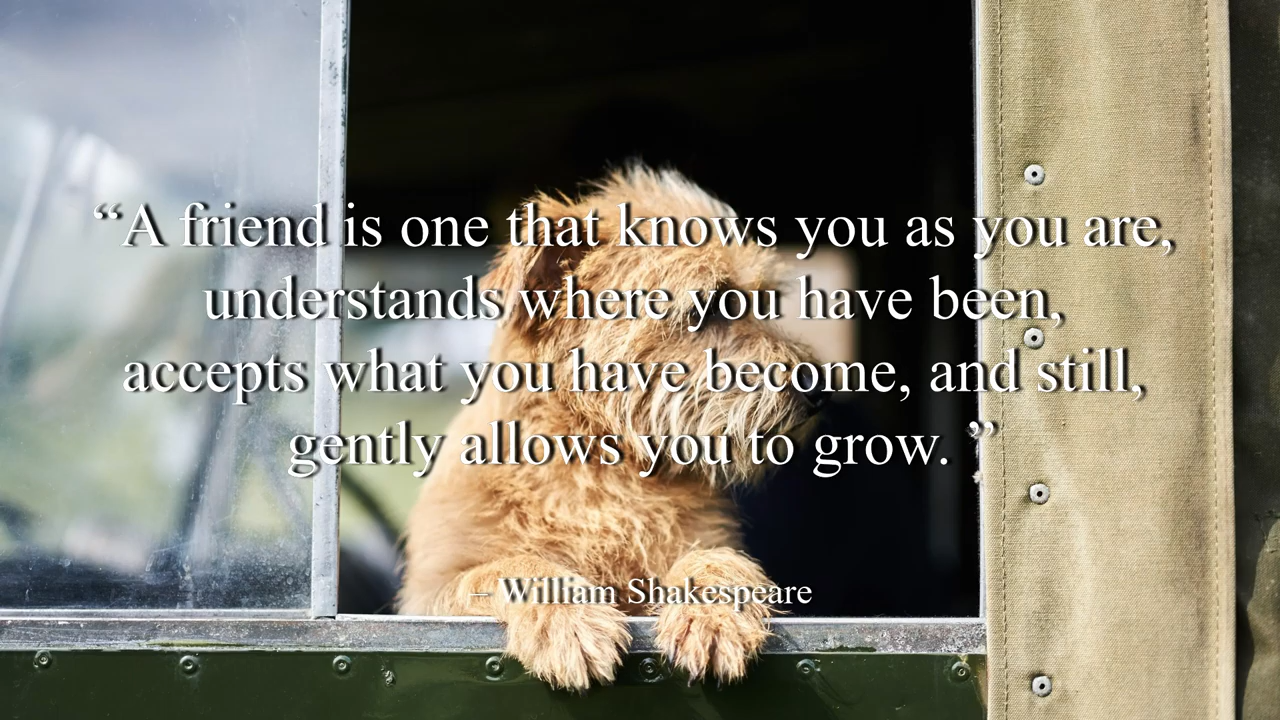 “A friend is one that knows you as you are,
understands where you have been,
accepts what you have become, and still,
gently allows you to grow. ”
– William Shakespeare